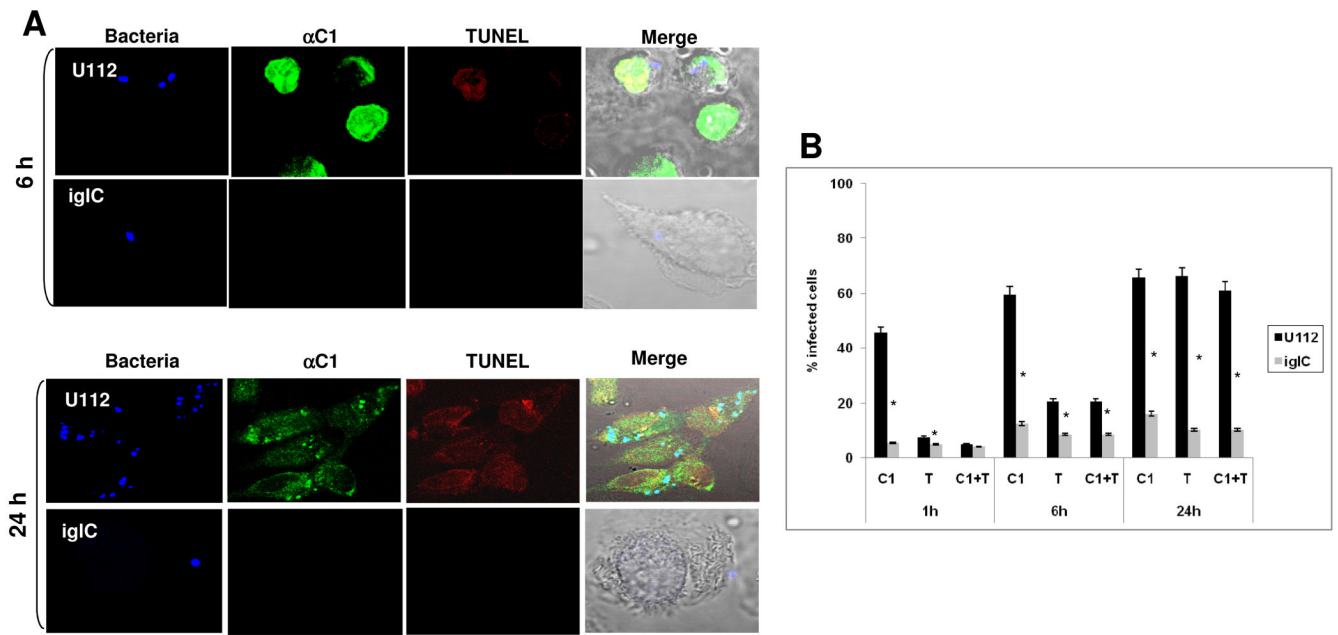 A
Bacteria αC1 TUNEL Merge
U112
6 h
iglC
Bacteria αC1 TUNEL Merge
U112
24 h
iglC
B
100
80
60
40
20
0
% infected cells
C1 T C1+T C1 T C1+T C1 T C1+T
1h 6h 24h
* * * * * * * *
U112
iglC